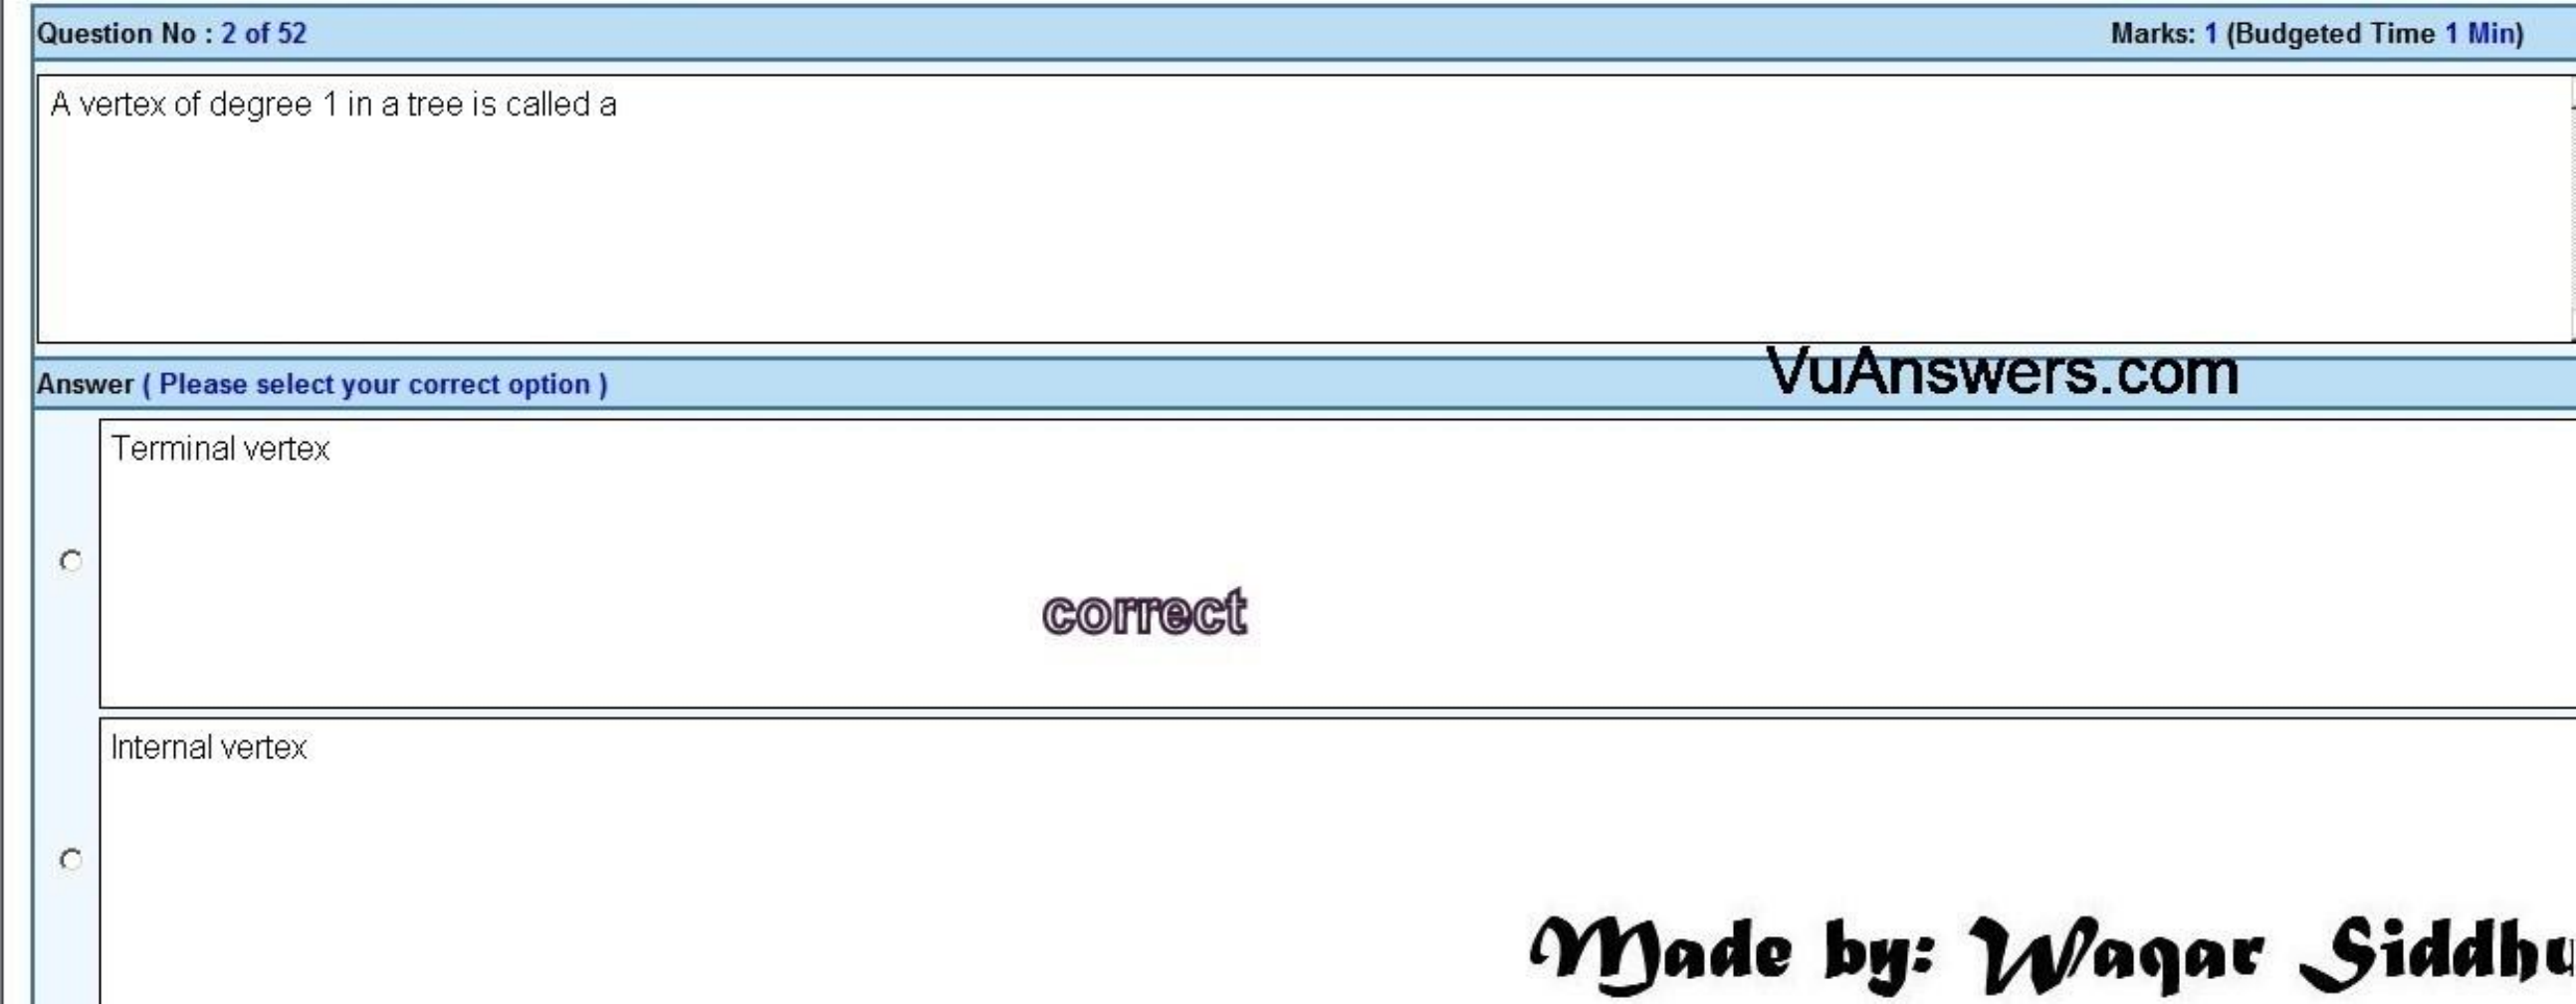 Question No : 2 of 52 Marks: 1 (Budgeted Time 1 Min)
A vertex of degree 1 in a tree is called a
VuAnswers.com
Answer ( Please select your correct option )
Terminal vertex
correct
Internal vertex
Made by: Waqar Siddhu